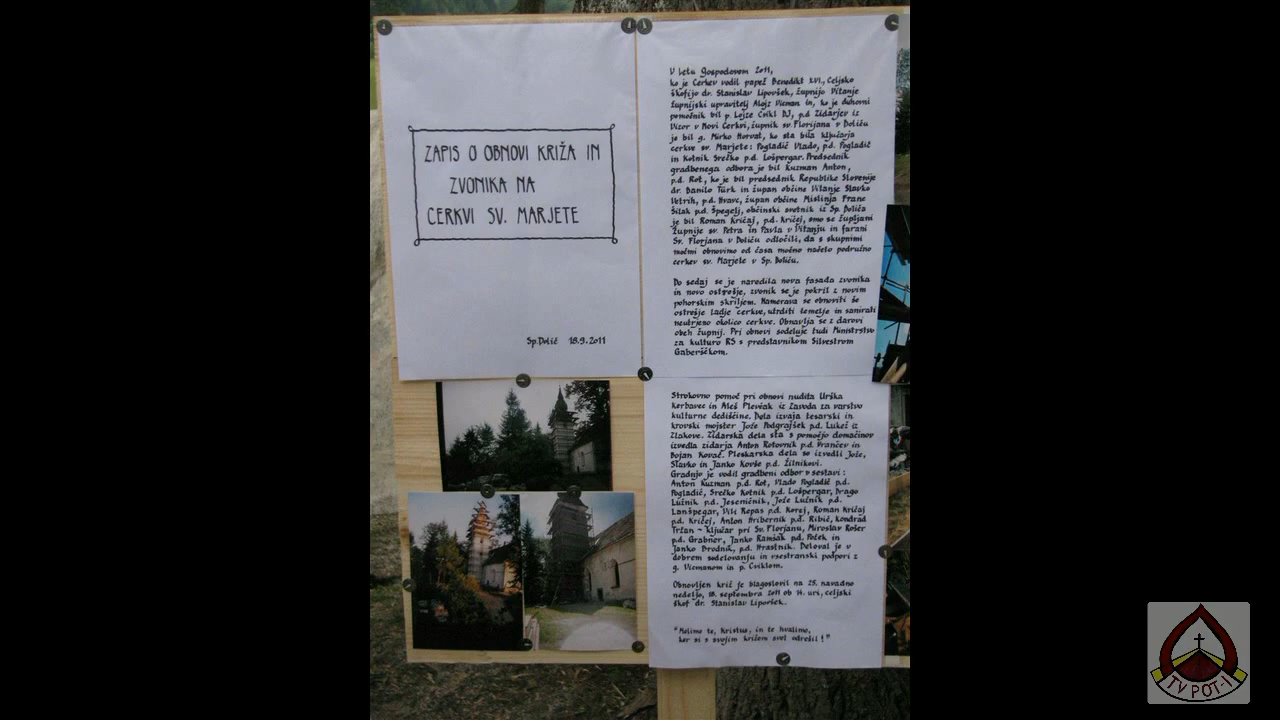 ZAPIS O OBNOVI KRIŽA IN
ZVONIKA NA
CERKVI SV. MARJETE
Sp.Dolič 18.9.2011
V letu Gospodovem 2011,
ko je Cerkev vodil papež Benedikt XVI., Celjsko
škofijo dr. Stanislav Lipovšek, župnijo Vitanje
župnijski upravitelj Alojz Vicman in, ko je duhovni
pomočnik bil p. Lojze Cvikl DJ, p.d. Zidarjev iz
Vizor v Novi Cerkvi, župnik sv. Florijana v Doliču
je bil g. Mirko Horvat, ko sta bila ključarja
cerkve sv. Marjete: Pogladič Vlado, p.d. Pogladič
in Kotnik Srečko p.d. Lošpergar. Predsednik
gradbenega odbora je bil Kuzman Anton,
p.d. Rot, ko je bil predsednik Republike Slovenije
dr. Danilo Türk in župan občine Vitanje Slavko
Vetrih, p.d. Bravc, župan občine Mislinja Franc
Šilak p.d. Špegelj, občinski svetnik iz Sp. Doliča
je bil Roman Kričaj, p.d. Kričej, smo se župljani
župnije sv. Petra in Pavla v Vitanju in farani
Sv. Florjana v Doliču odločili, da s skupnimi
močmi obnovimo od časa močno načeto podružno
cerkev sv. Marjete v Sp. Doliču.
Do sedaj se je naredila nova fasada zvonika
in novo ostrešje, zvonik se je pokril z novim
pohorskim skriljem. Namerava se obnoviti še
ostrešje ladje cerkve, utrditi temelje in sanirati
neutrjeno okolico cerkve. Obnavlja se z darovi
obeh župnij. Pri obnovi sodeluje tudi Ministrstvo
za kulturo RS s predstavnikom Silvestrom
Gaberščkom.
Strokovno pomoč pri obnovi nudita Urška
Kerbavec in Aleš Plevčak iz Zavoda za varstvo
kulturne dediščine. Dela izvaja tesarski in
krovski mojster Jože Podgrajšek p.d. Lukež iz
Zlakove. Zidarska dela sta s pomočjo domačinov
izvedla zidarja Anton Rotovnik p.d. Vrančev in
Bojan Kovač. Pleskarska dela so izvedli Jože,
Slavko in Janko Kovše p.d. Žilnikovi.
Gradnjo je vodil gradbeni odbor v sestavi:
Anton Kuzman p.d. Rot, Vlado Pogladič p.d.
Pogladič, Srečko Kotnik p.d. Lošpergar, Drago
Lužnik p.d. Jeseničnik, Jože Lužnik p.d.
Lanšpegar, Vili Repas p.d. Korej, Roman Kričaj
p.d. Kričej, Anton Hribernik p.d. Ribič, Kondrad
Tržan - ključar pri Sv. Florjanu, Miroslav Rošer
p.d. Grabner, Janko Ramšak p.d. Poček in
Janko Brodnik, p.d. Hrastnik. Deloval je v
dobrem sodelovanju in vsestranski podpori z
g. Vicmanom in p. Cviklom.
Obnovljen križ je blagoslovil na 25. navadno
nedeljo, 18. septembra 2011 ob 14. uri, celjski
škof dr. Stanislav Lipovšek.
"Molimo te, Kristus, in te hvalimo,
ker si s svojim križem svet odrešil!"
TV POT-1